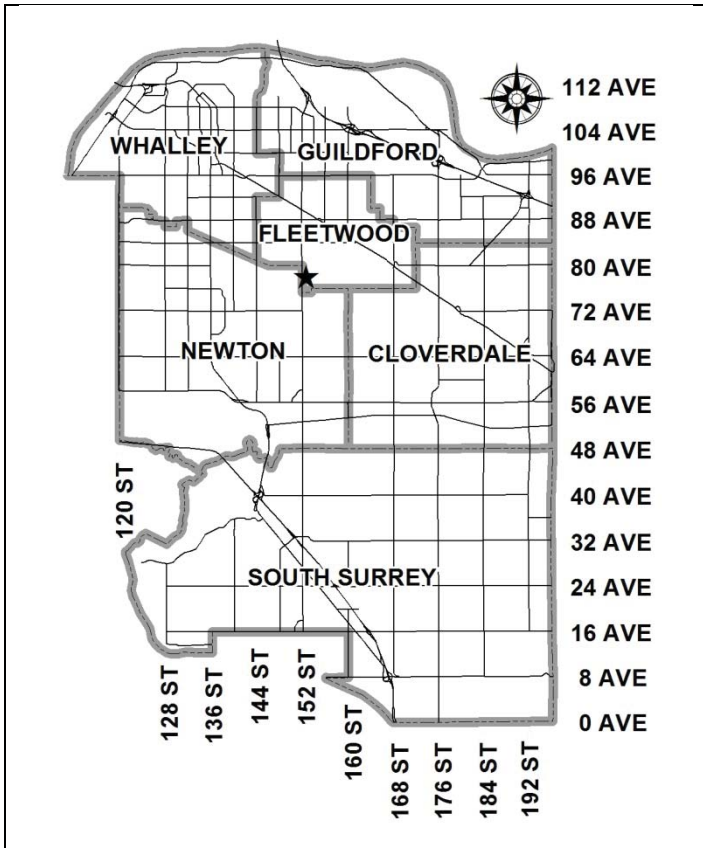 112 AVE
104 AVE
WHALLEY
GUILDFORD
96 AVE
88 AVE
FLEETWOOD
80 AVE
72 AVE
NEWTON
CLOVERDALE
64 AVE
56 AVE
48 AVE
120 ST
40 AVE
32 AVE
SOUTH SURREY
24 AVE
16 AVE
128 ST
136 ST
144 ST
152 ST
160 ST
8 AVE
0 AVE
168 ST
176 ST
184 ST
192 ST